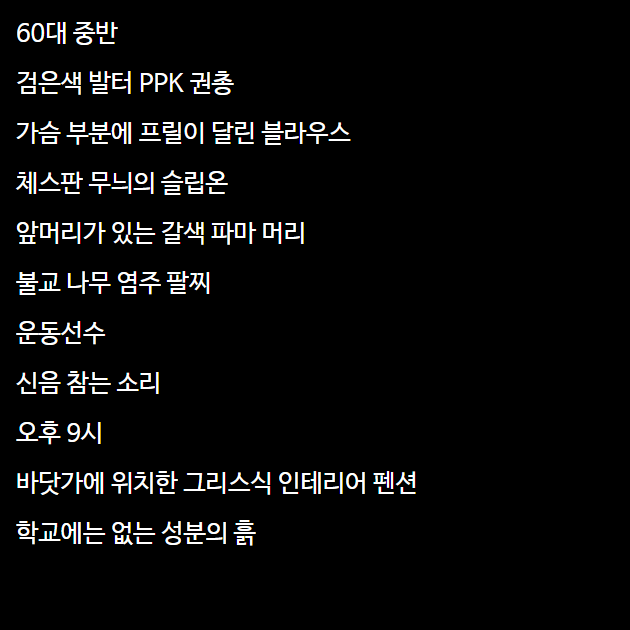 60대 중반
검은색 발터 PPK 권총
가슴 부분에 프릴이 달린 블라우스
체스판 무늬의 슬립온
앞머리가 있는 갈색 파마 머리
불교 나무 염주 팔찌
운동선수
신음 참는 소리
오후 9시
바닷가에 위치한 그리스식 인테리어 펜션
학교에는 없는 성분의 흙